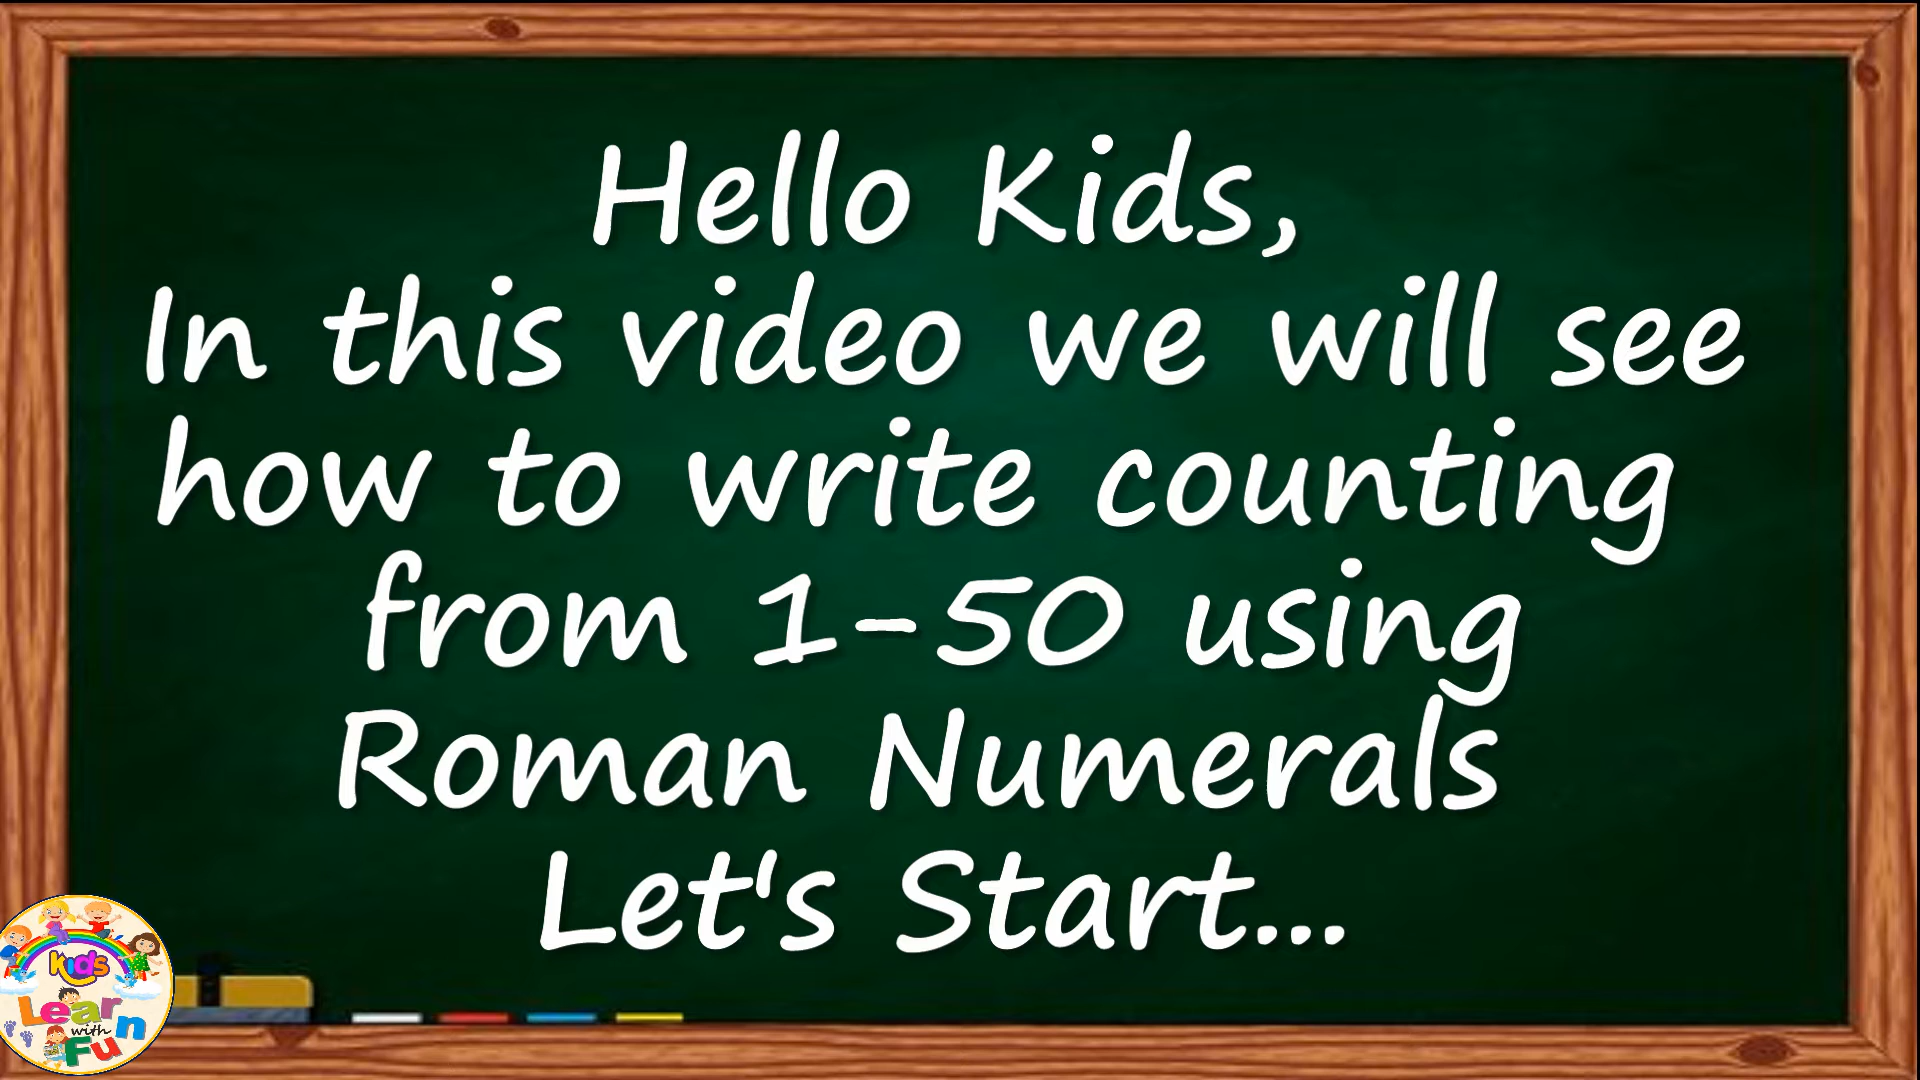 Hello Kids,
In this video we will see
how to write counting
from 1-50 using
Roman Numerals
Let's Start...
Kids
Learn
with
Fun